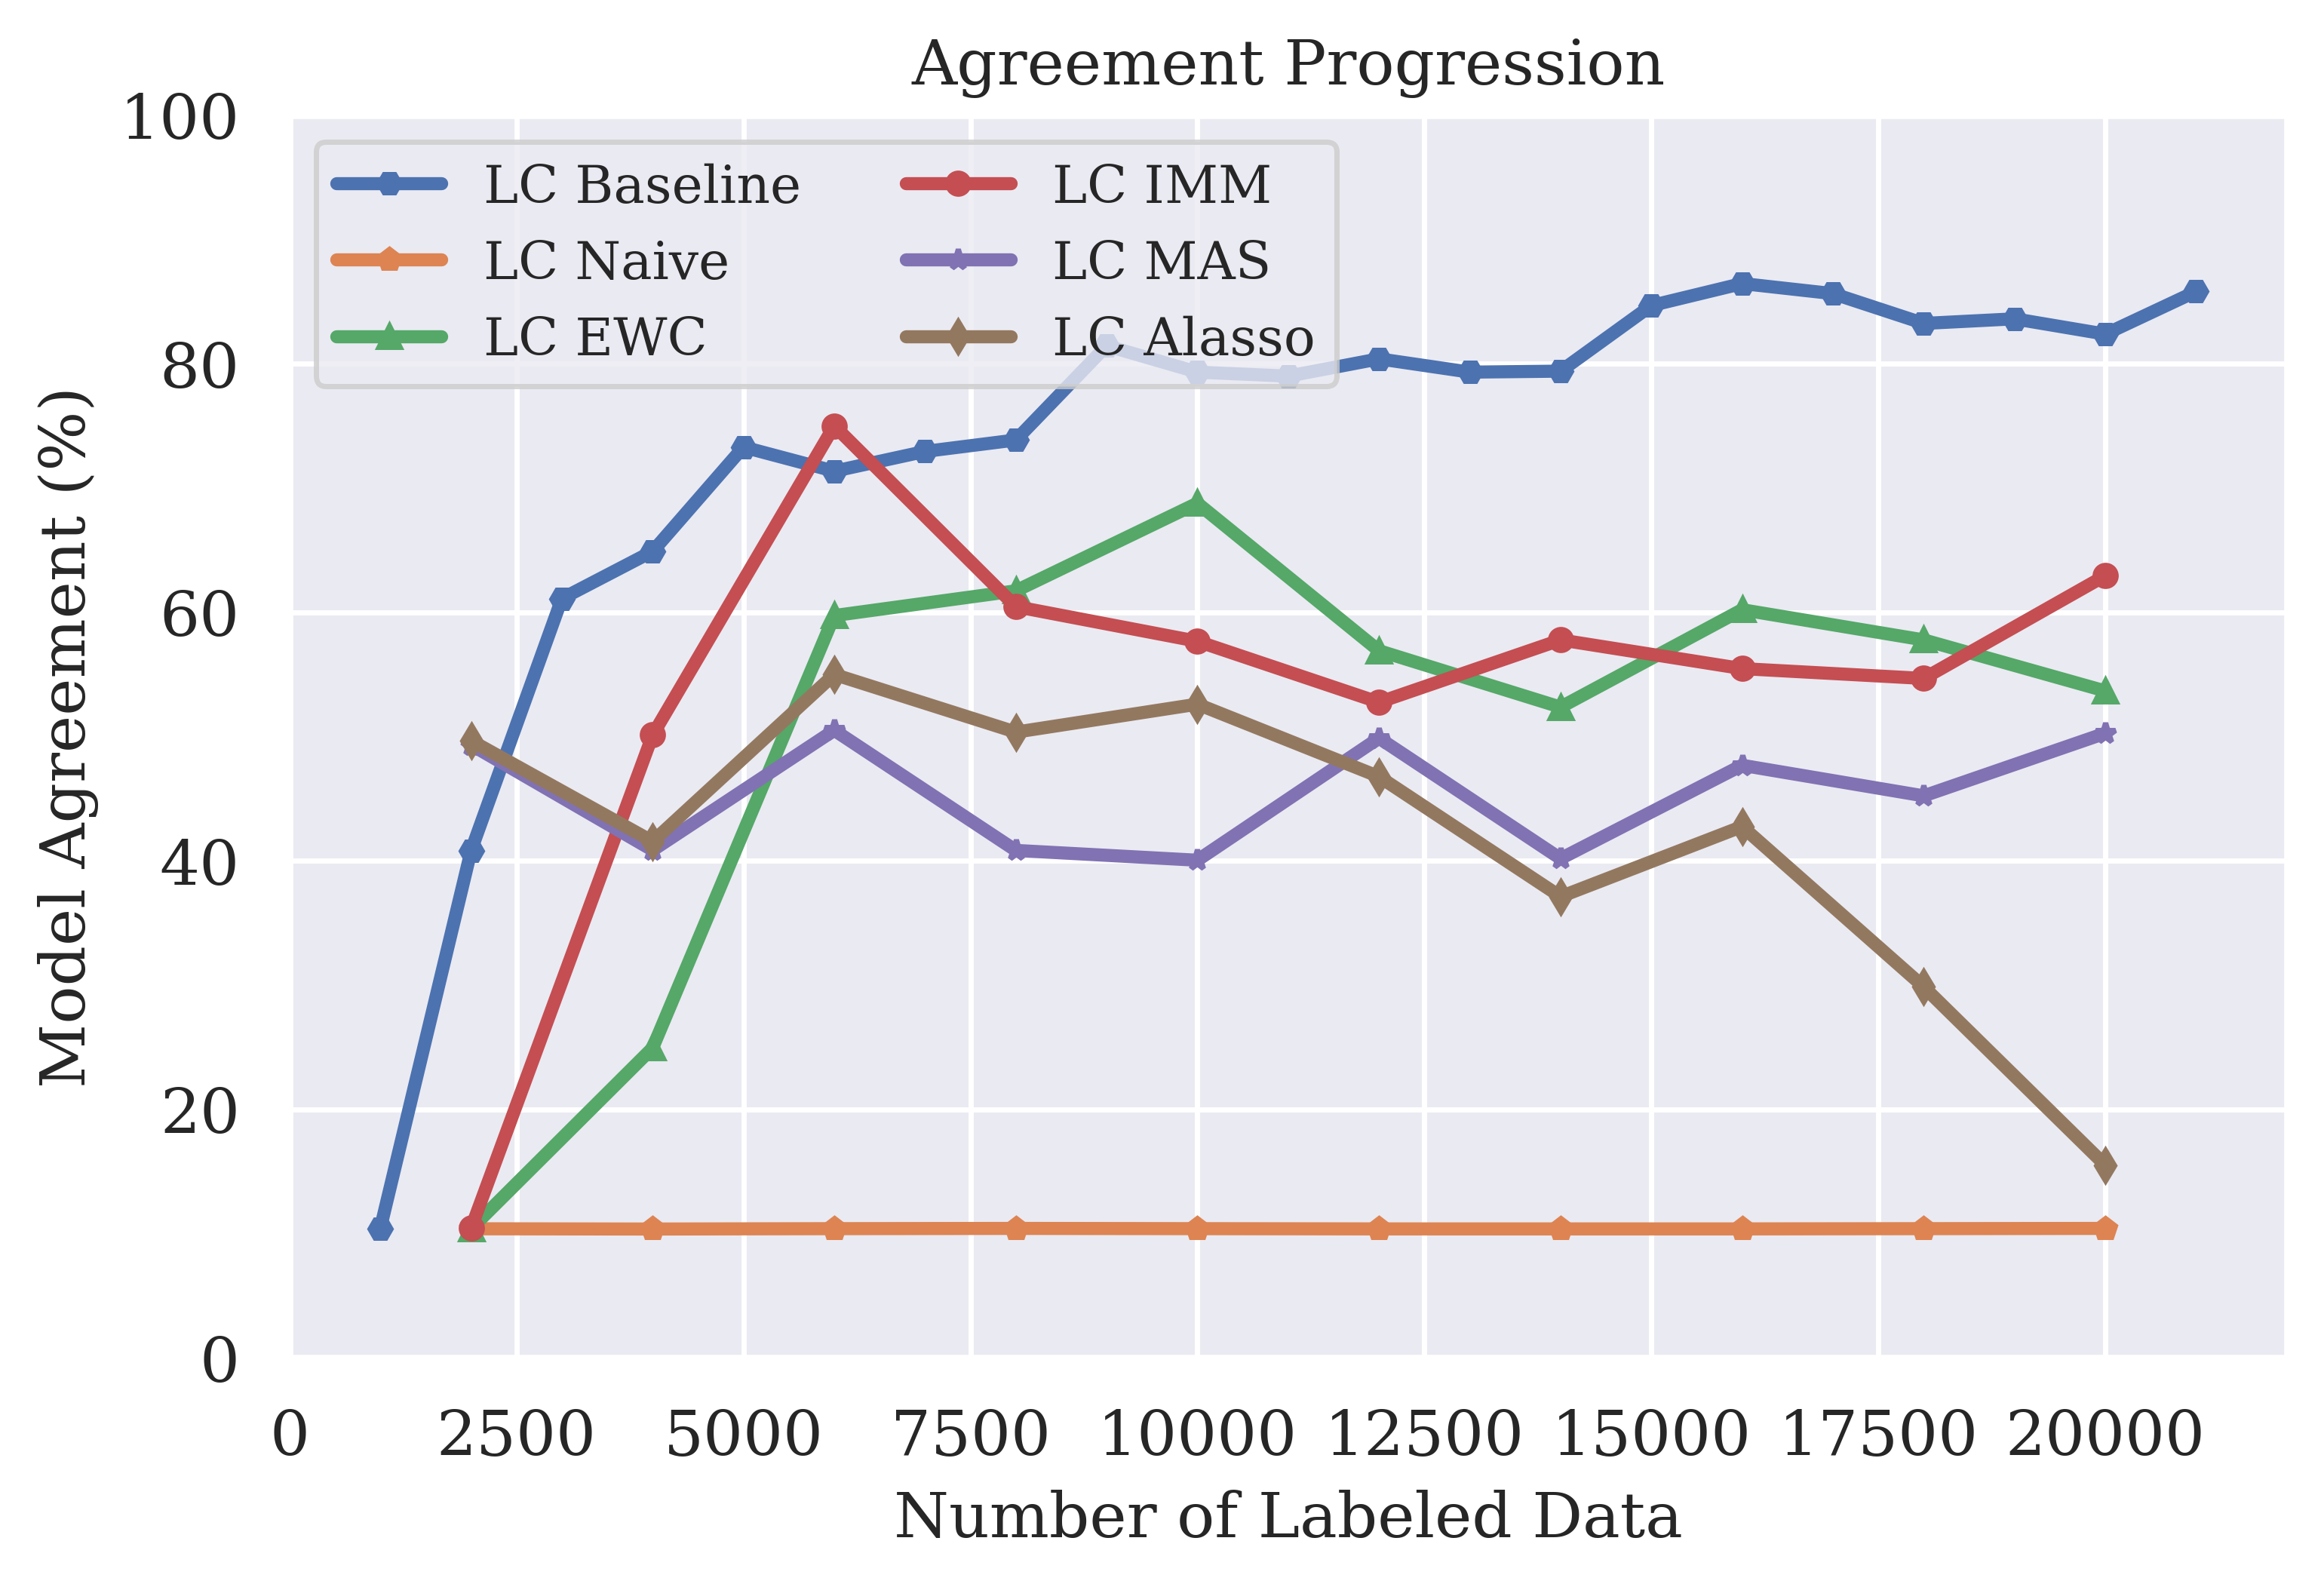 Agreement Progression
100
80
60
40
20
0
Model Agreement (%)
LC Baseline
LC Naive
LC EWC
LC IMM
LC MAS
LC Alasso
0 2500 5000 7500 10000 12500 15000 17500 20000
Number of Labeled Data